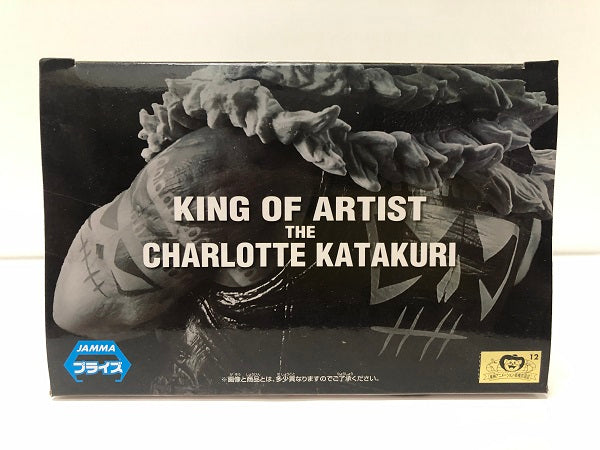 KING OF ARTIST
THE
CHARLOTTE KATAKURI
JAMMA
プライズ
※画像と商品とは、多少異なりますのでご了承ください。
12